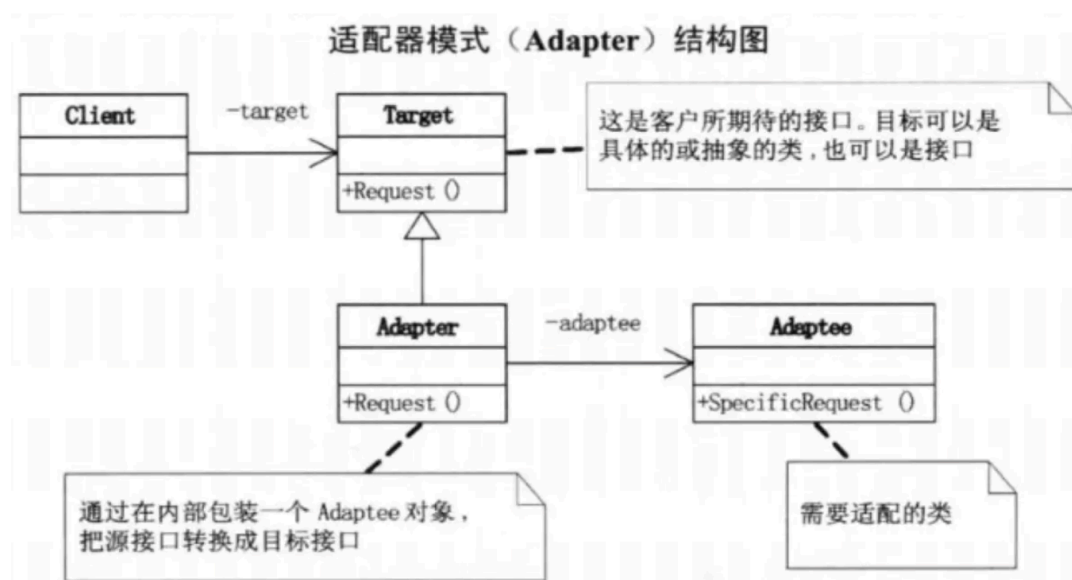 适配器模式（Adapter）结构图
Client
-target
Target
+Request ()
这是客户所期待的接口。目标可以是
具体的或抽象的类,也可以是接口
Adapter
+Request ()
-adaptee
Adaptee
+SpecificRequest ()
通过在内部包装一个 Adaptee 对象,
把源接口转换成目标接口
需要适配的类